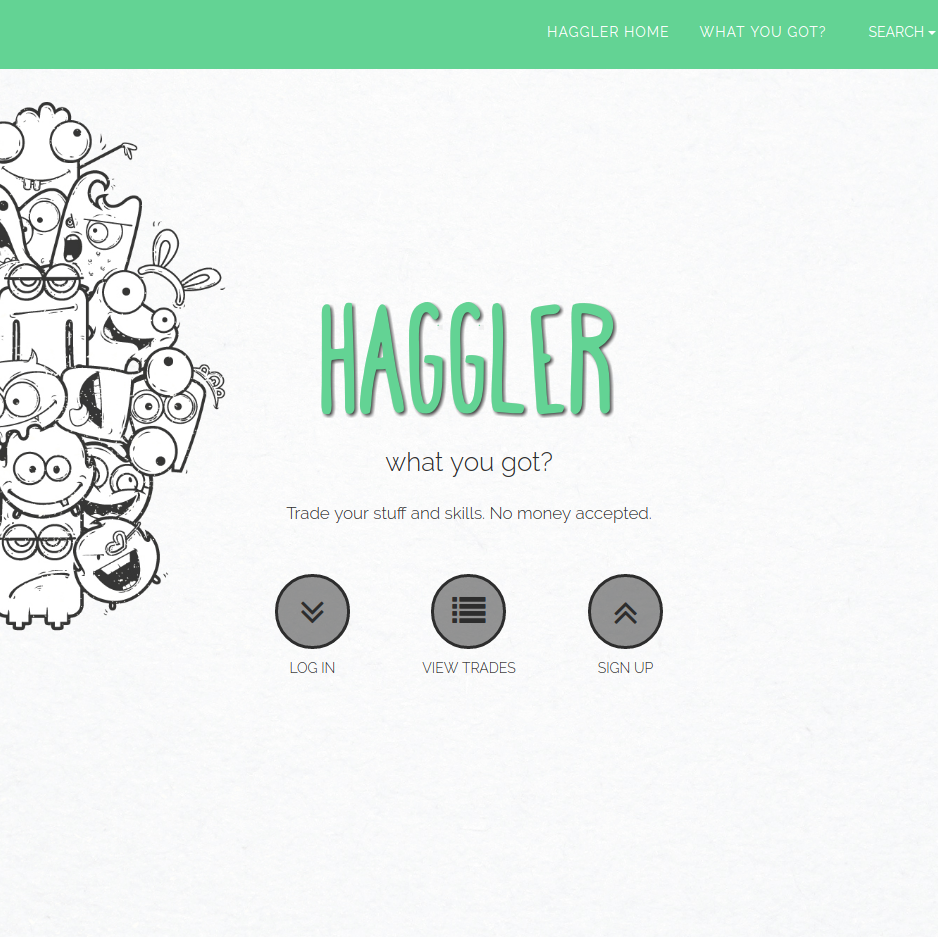 HAGGLER HOME WHAT YOU GOT? SEARCH
HAGGLER
what you got?
Trade your stuff and skills. No money accepted.
LOG IN VIEW TRADES SIGN UP